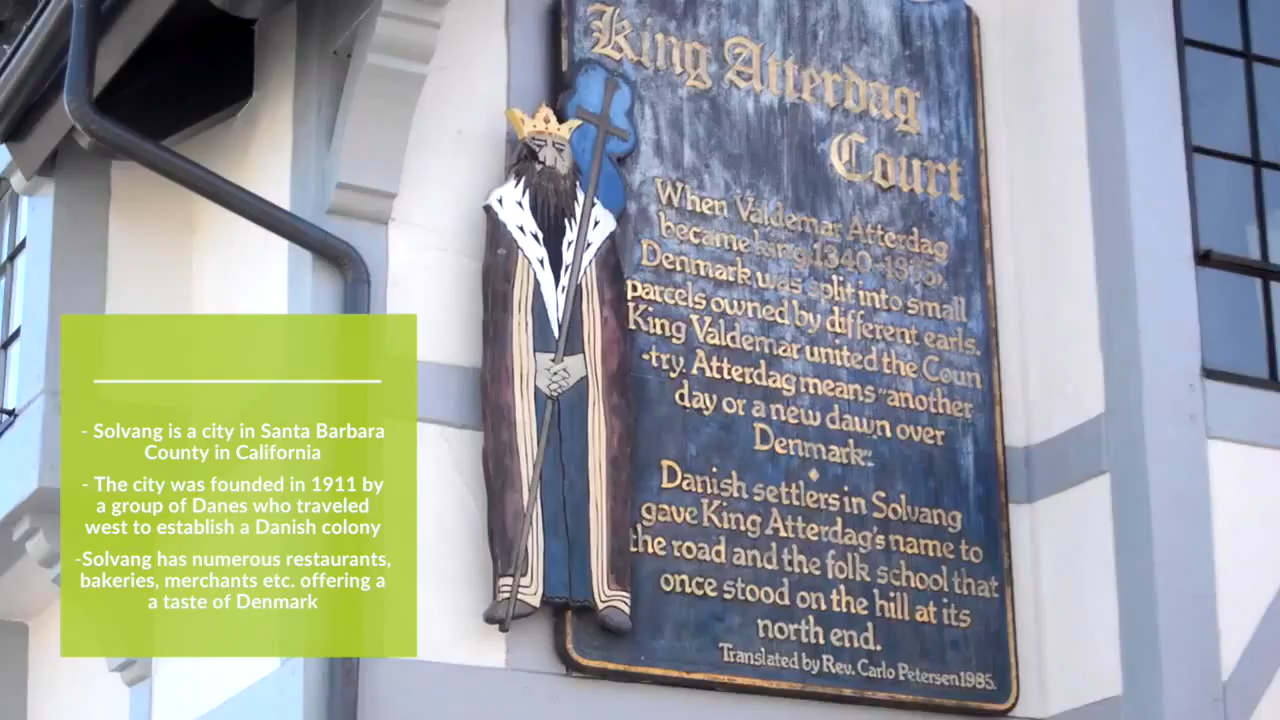 King Atterdag
Court
When Valdemar Atterdag
became king (1340-1375),
Denmark was split into small
parcels owned by different earls.
King Valdemar united the Coun
-try. Atterdag means "another
day or a new dawn over
Denmark".
Danish settlers in Solvang
gave King Atterdag's name to
the road and the folk school that
once stood on the hill at its
north end.
Translated by Rev. Carlo Petersen 1985.
- Solvang is a city in Santa Barbara
County in California
- The city was founded in 1911 by
a group of Danes who traveled
west to establish a Danish colony
-Solvang has numerous restaurants,
bakeries, merchants etc. offering a
a taste of Denmark